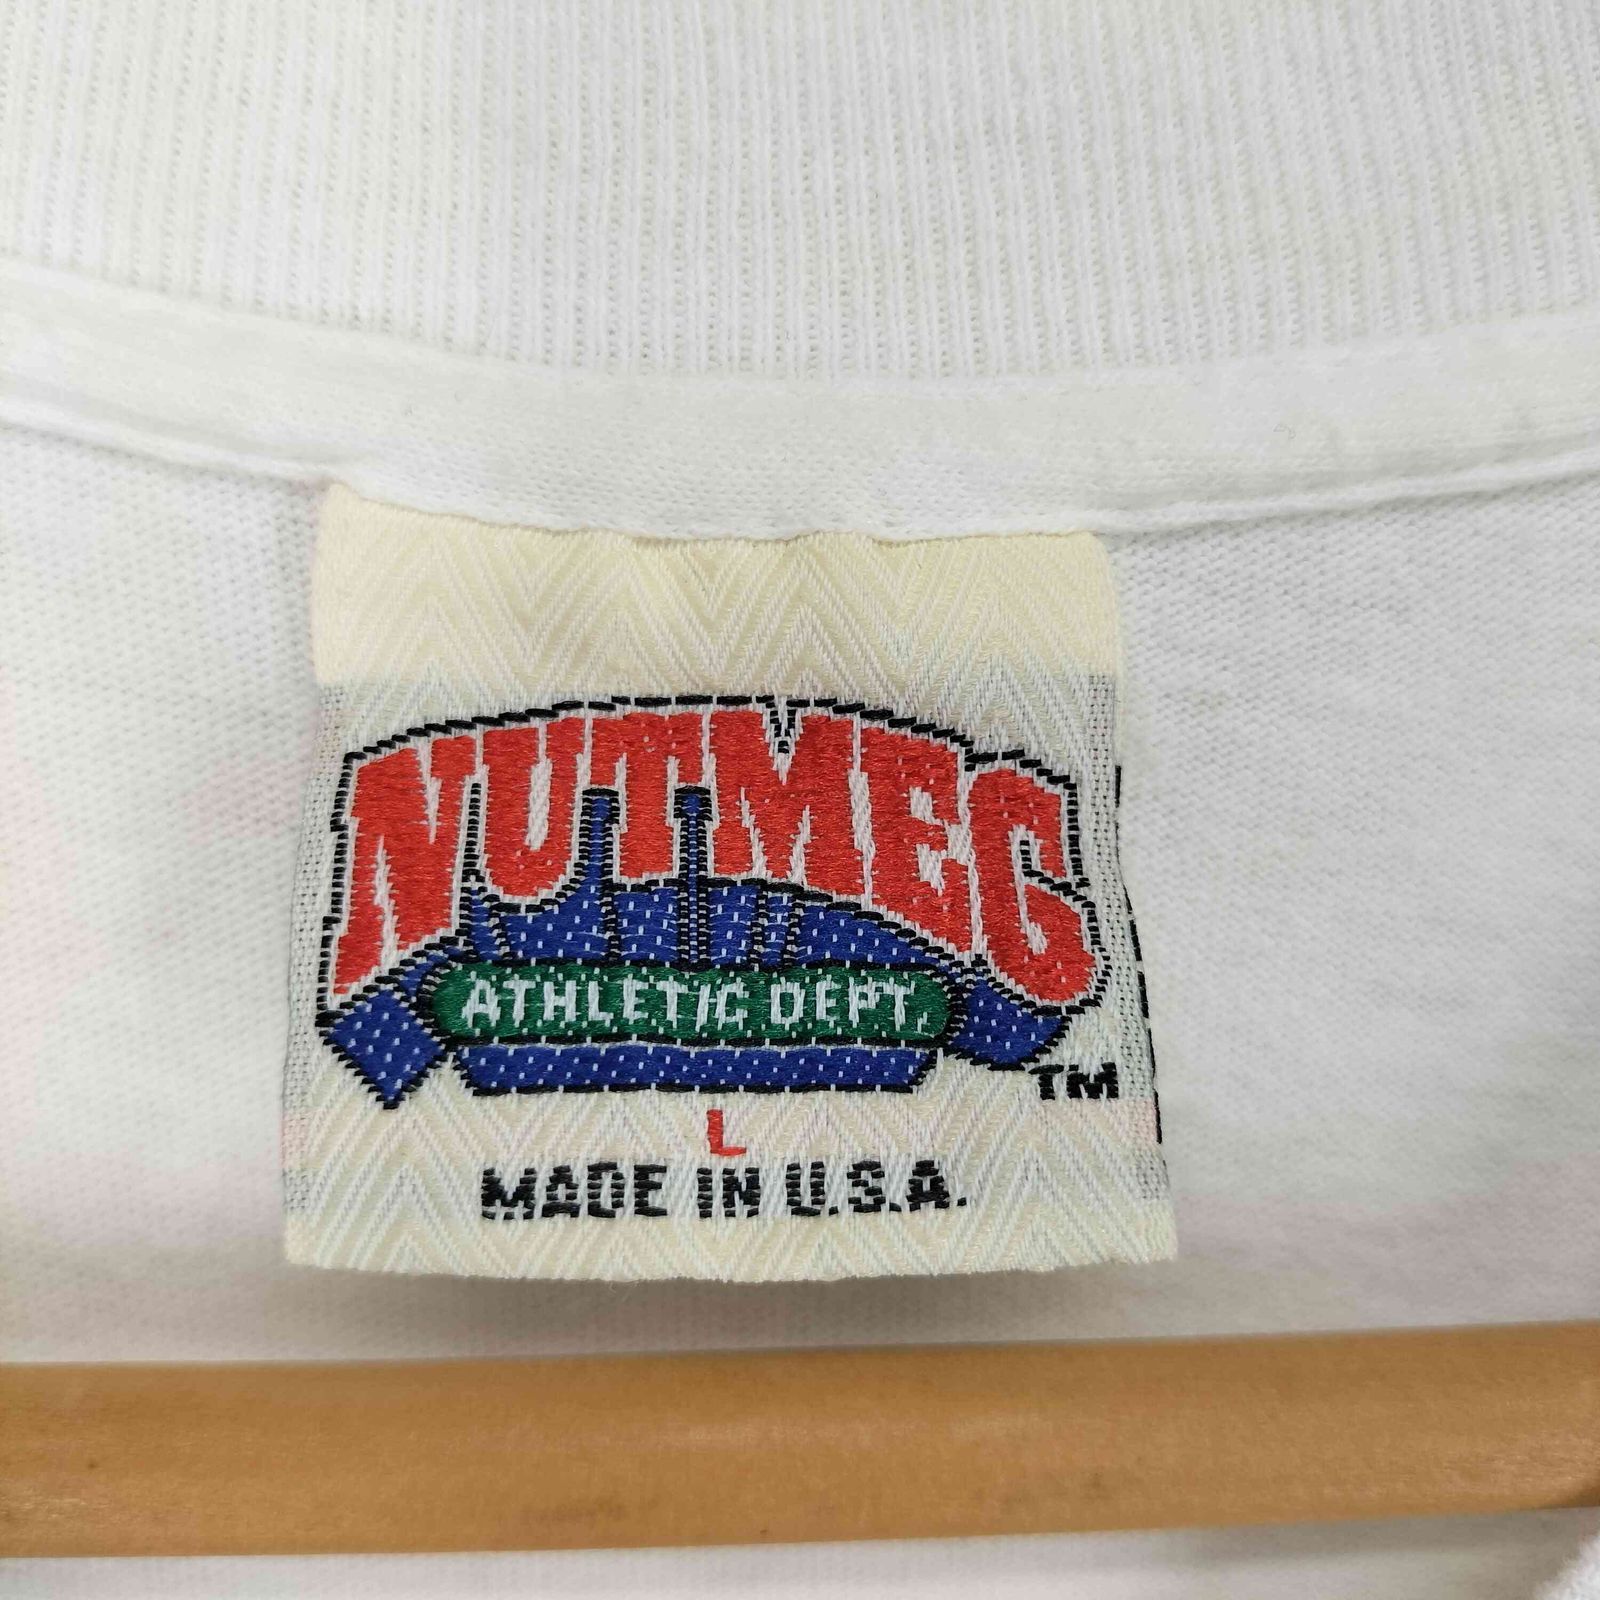 NUTMEG
ATHLETIC DEPT.
TM
L
MADE IN U.S.A.